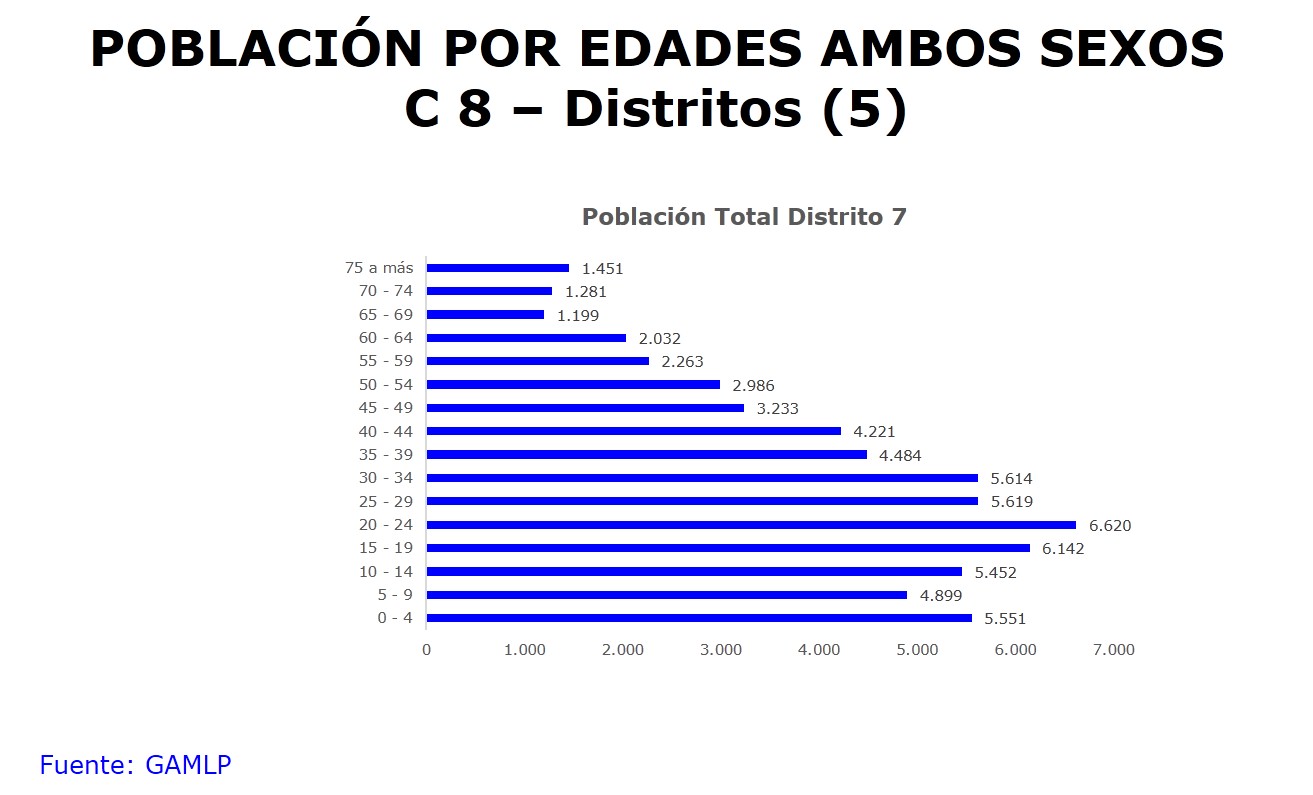 POBLACIÓN POR EDADES AMBOS SEXOS
C 8 – Distritos (5)
Población Total Distrito 7
75 a más 1.451
70 - 74 1.281
65 - 69 1.199
60 - 64 2.032
55 - 59 2.263
50 - 54 2.986
45 - 49 3.233
40 - 44 4.221
35 - 39 4.484
30 - 34 5.614
25 - 29 5.619
20 - 24 6.620
15 - 19 6.142
10 - 14 5.452
5 - 9 4.899
0 - 4 5.551
0 1.000 2.000 3.000 4.000 5.000 6.000 7.000
Fuente: GAMLP